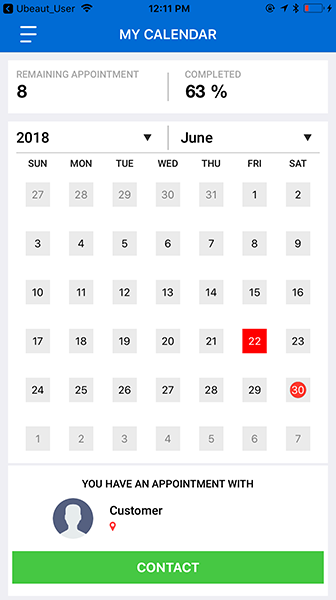 Ubeaut_User 12:11 PM
MY CALENDAR
REMAINING APPOINTMENT COMPLETED
8 63 %
2018 June
SUN MON TUE WED THU FRI SAT
27 28 29 30 31 1 2
3 4 5 6 7 8 9
10 11 12 13 14 15 16
17 18 19 20 21 22 23
24 25 26 27 28 29 30
1 2 3 4 5 6 7
YOU HAVE AN APPOINTMENT WITH
Customer
CONTACT